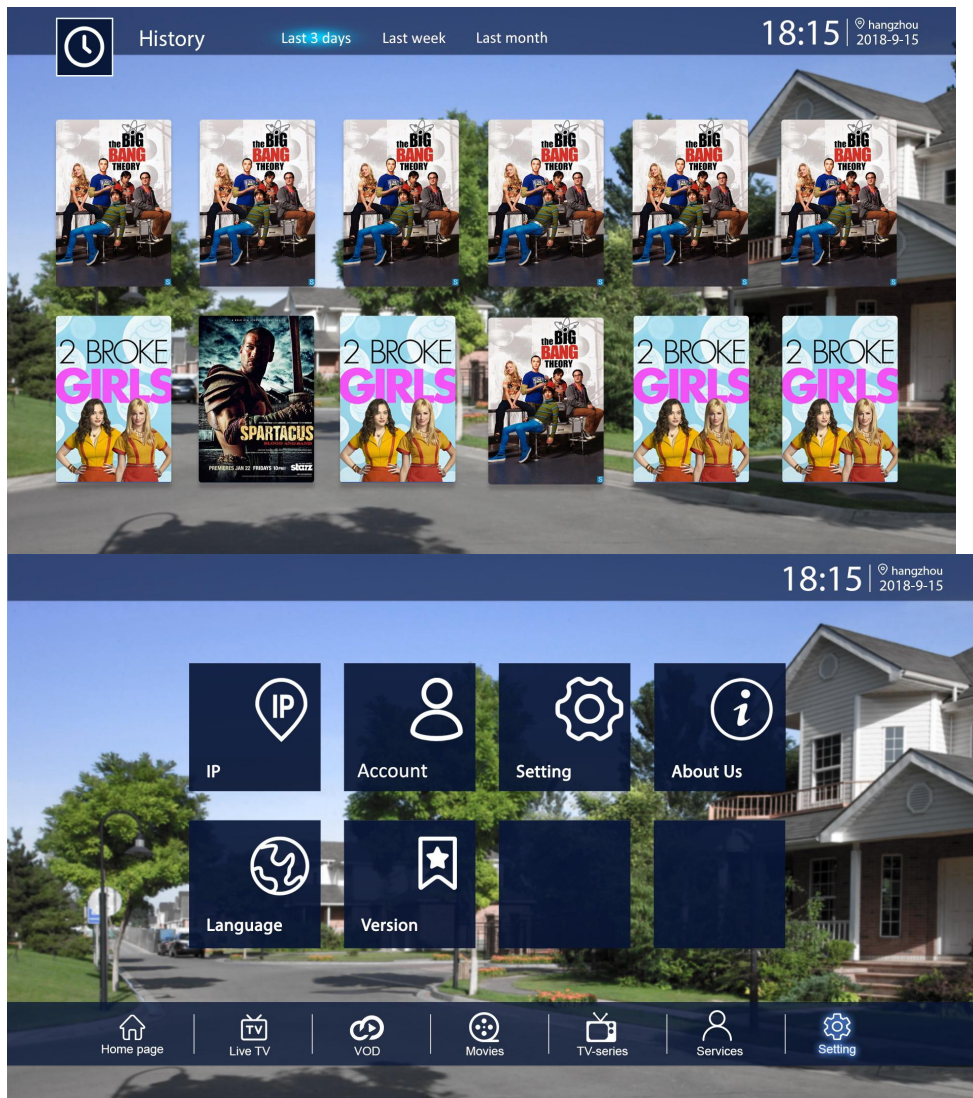 History
Last 3 days
Last week
Last month
18:15
hangzhou
2018-9-15
the BIG
BANG
THEORY
the BIG
BANG
THEORY
the BIG
BANG
THEORY
the BIG
BANG
THEORY
the BIG
BANG
THEORY
the BIG
BANG
THEORY
2 BROKE
GIRLS
SPARTACUS
PREMIERES JAN 22 FRIDAYS 10PM starz
2 BROKE
GIRLS
the BIG
BANG
THEORY
2 BROKE
GIRLS
2 BROKE
GIRLS
18:15
hangzhou
2018-9-15
IP
IP
Account
Setting
i
About Us
Language
Version
Home page
TV
Live TV
VOD
Movies
TV-series
Services
Setting